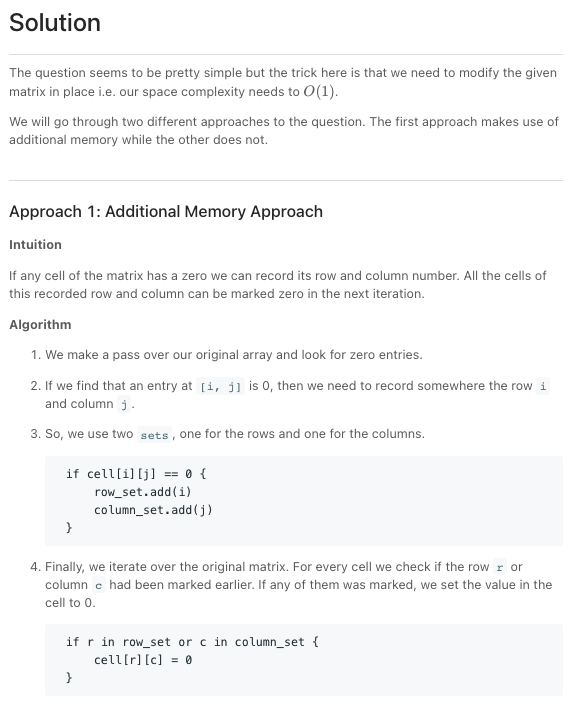 Solution
The question seems to be pretty simple but the trick here is that we need to modify the given
matrix in place i.e. our space complexity needs to O(1).
We will go through two different approaches to the question. The first approach makes use of
additional memory while the other does not.
Approach 1: Additional Memory Approach
Intuition
If any cell of the matrix has a zero we can record its row and column number. All the cells of
this recorded row and column can be marked zero in the next iteration.
Algorithm
1. We make a pass over our original array and look for zero entries.
2. If we find that an entry at [i, j] is 0, then we need to record somewhere the row i
and column j .
3. So, we use two sets , one for the rows and one for the columns.
if cell[i][j] == 0 {
    row_set.add(i)
    column_set.add(j)
}
4. Finally, we iterate over the original matrix. For every cell we check if the row r or
column c had been marked earlier. If any of them was marked, we set the value in the
cell to 0.
if r in row_set or c in column_set {
    cell[r][c] = 0
}